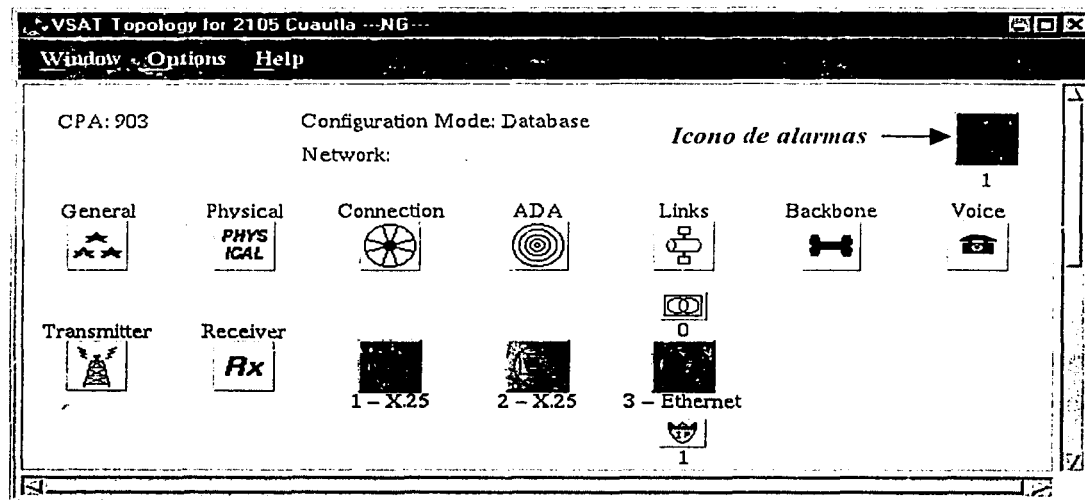 VSAT Topology for 2105 Cuautla ---NG---
Window Options Help
CPA: 903 Configuration Mode: Database Icono de alarmas
Network:
1
General Physical Connection ADA Links Backbone Voice
PHYS
ICAL
0
Transmitter Receiver
Rx
1 – X.25 2 – X.25 3 – Ethernet
IP
1